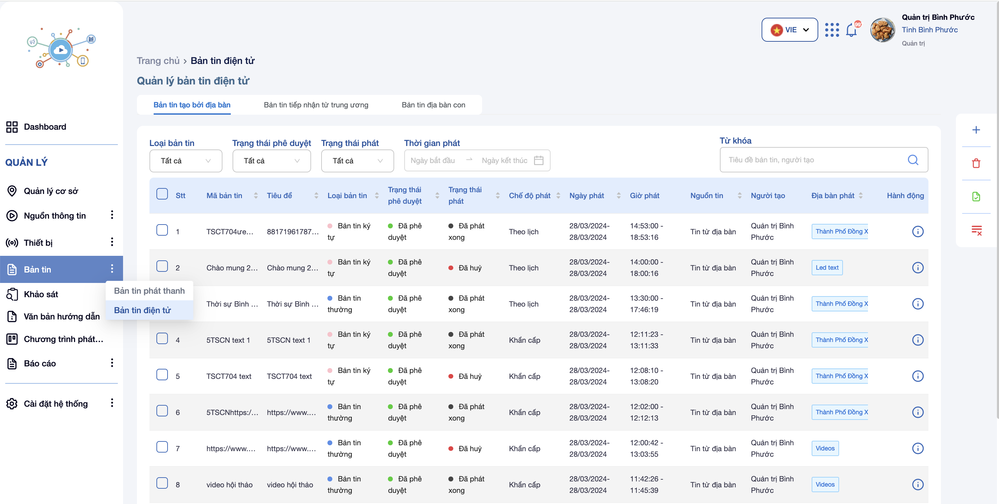 VIE
99
Quản trị Bình Phước
Tỉnh Bình Phước
Quản trị
Trang chủ › Bản tin điện tử
Quản lý bản tin điện tử
Bản tin tạo bởi địa bàn
Bản tin tiếp nhận từ trung ương
Bản tin địa bàn con
Dashboard
QUẢN LÝ
Quản lý cơ sở
Nguồn thông tin
Thiết bị
Bản tin
Bản tin phát thanh
Bản tin điện tử
Khảo sát
Văn bản hướng dẫn
Chương trình phát...
Báo cáo
Cài đặt hệ thống
Loại bản tin
Tất cả
Trạng thái phê duyệt
Tất cả
Trạng thái phát
Tất cả
Thời gian phát
Ngày bắt đầu → Ngày kết thúc
Từ khóa
Tiêu đề bản tin, người tạo
Stt Mã bản tin Tiêu đề Loại bản tin Trạng thái phê duyệt Trạng thái phát Chế độ phát Ngày phát Giờ phát Nguồn tin Người tạo Địa bàn phát Hành động
1 TSCT704ưre... 88171961787... Bản tin ký tự Đã phê duyệt Đã phát xong Theo lịch 28/03/2024-28/03/2024 14:53:00 - 18:53:16 Tin từ địa bàn Quản trị Bình Phước Thành Phố Đồng X
2 Chào mung 2... Chào mung 2... Bản tin ký tự Đã phê duyệt Đã huỷ Theo lịch 28/03/2024-28/03/2024 14:00:00 - 18:00:16 Tin từ địa bàn Quản trị Bình Phước Led text
Thời sự Bình ... Thời sự Bình ... Bản tin thường Đã phê duyệt Đã phát xong Theo lịch 28/03/2024-28/03/2024 13:30:00 - 17:46:19 Tin từ địa bàn Quản trị Bình Phước Thành Phố Đồng X
4 5TSCN text 1 5TSCN text 1 Bản tin ký tự Đã phê duyệt Đã phát xong Khẩn cấp 28/03/2024-28/03/2024 12:11:23 - 13:11:33 Tin từ địa bàn Quản trị Bình Phước Thành Phố Đồng X
5 TSCT704 text TSCT704 text Bản tin ký tự Đã phê duyệt Đã huỷ Khẩn cấp 28/03/2024-28/03/2024 12:08:10 - 13:08:20 Tin từ địa bàn Quản trị Bình Phước Thành Phố Đồng X
6 5TSCNhttps:/... https://www.... Bản tin thường Đã phê duyệt Đã phát xong Khẩn cấp 28/03/2024-28/03/2024 12:02:00 - 12:12:13 Tin từ địa bàn Quản trị Bình Phước Thành Phố Đồng X
7 https://www.... https://www.... Bản tin thường Đã phê duyệt Đã huỷ Khẩn cấp 28/03/2024-28/03/2024 12:00:42 - 13:03:55 Tin từ địa bàn Quản trị Bình Phước Videos
8 video hội thảo video hội thảo Bản tin thường Đã phê duyệt Đã phát xong Khẩn cấp 28/03/2024-28/03/2024 11:42:26 - 11:45:39 Tin từ địa bàn Quản trị Bình Phước Videos